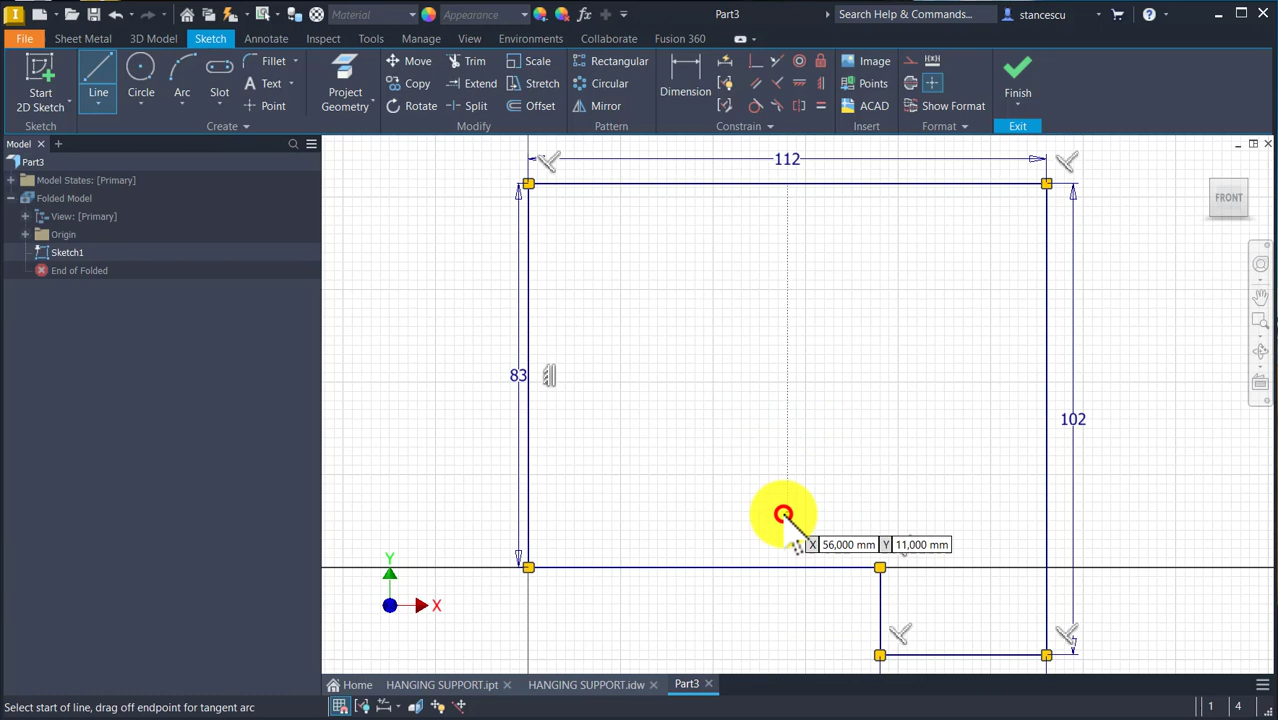 Material
Appearance
Part3
Search Help & Commands...
stancescu
File
Sheet Metal
3D Model
Sketch
Annotate
Inspect
Tools
Manage
View
Environments
Collaborate
Fusion 360
Start
2D Sketch
Line
Circle
Arc
Slot
Fillet
Text
Point
Project
Geometry
Move
Copy
Rotate
Trim
Extend
Split
Scale
Stretch
Offset
Rectangular
Circular
Mirror
Dimension
Image
Points
ACAD
Show Format
Finish
Sketch
Create
Modify
Pattern
Constrain
Insert
Format
Exit
Model
Part3
Model States: [Primary]
Folded Model
View: [Primary]
Origin
Sketch1
End of Folded
112
FRONT
83
102
X 56,000 mm Y 11,000 mm
Y
X
Home
HANGING SUPPORT.ipt
HANGING SUPPORT.idw
Part3
Select start of line, drag off endpoint for tangent arc
1
4